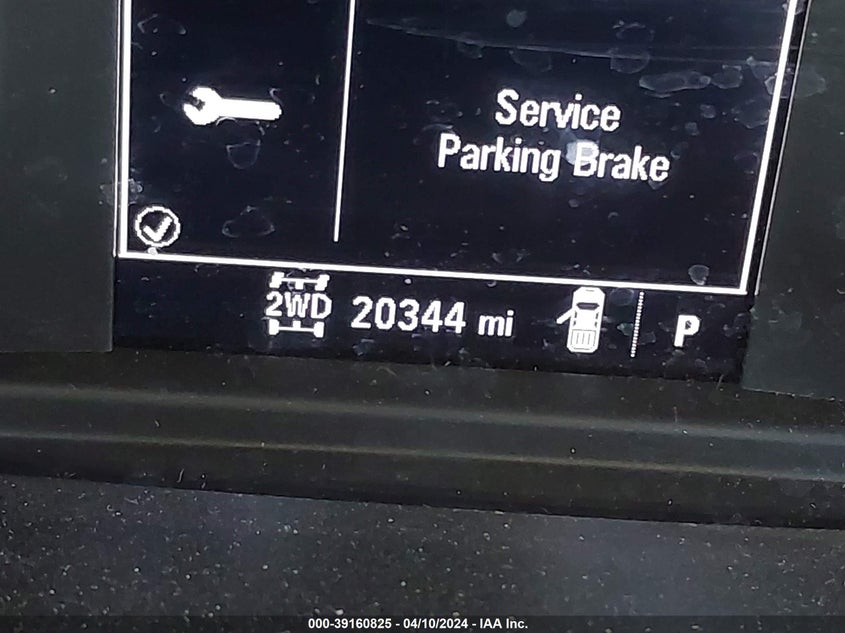 Service
Parking Brake
2WD 20344 mi P
000-39160825 - 04/10/2024 - IAA Inc.